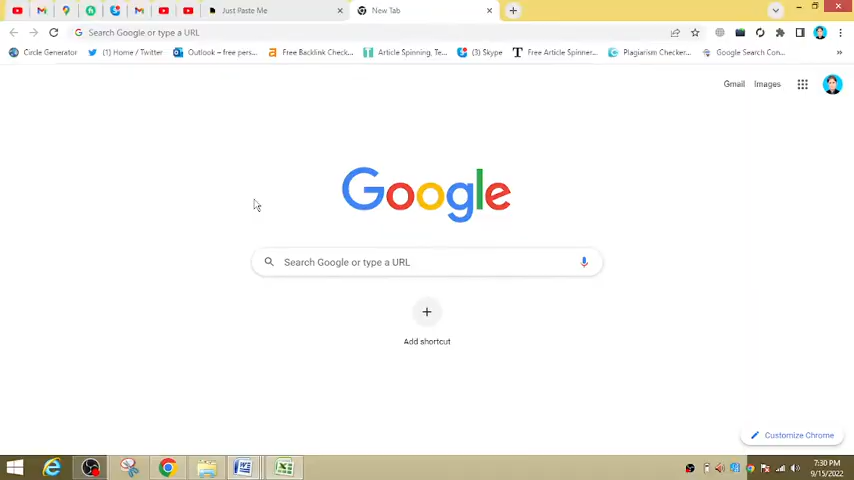 Just Paste Me
New Tab
Search Google or type a URL
Circle Generator
(1) Home / Twitter
Outlook – free pers...
Free Backlink Check...
Article Spinning, Te...
(3) Skype
Free Article Spinner...
Plagiarism Checker...
Google Search Con...
Gmail
Images
Google
Search Google or type a URL
Add shortcut
Customize Chrome
7:30 PM
9/15/2022